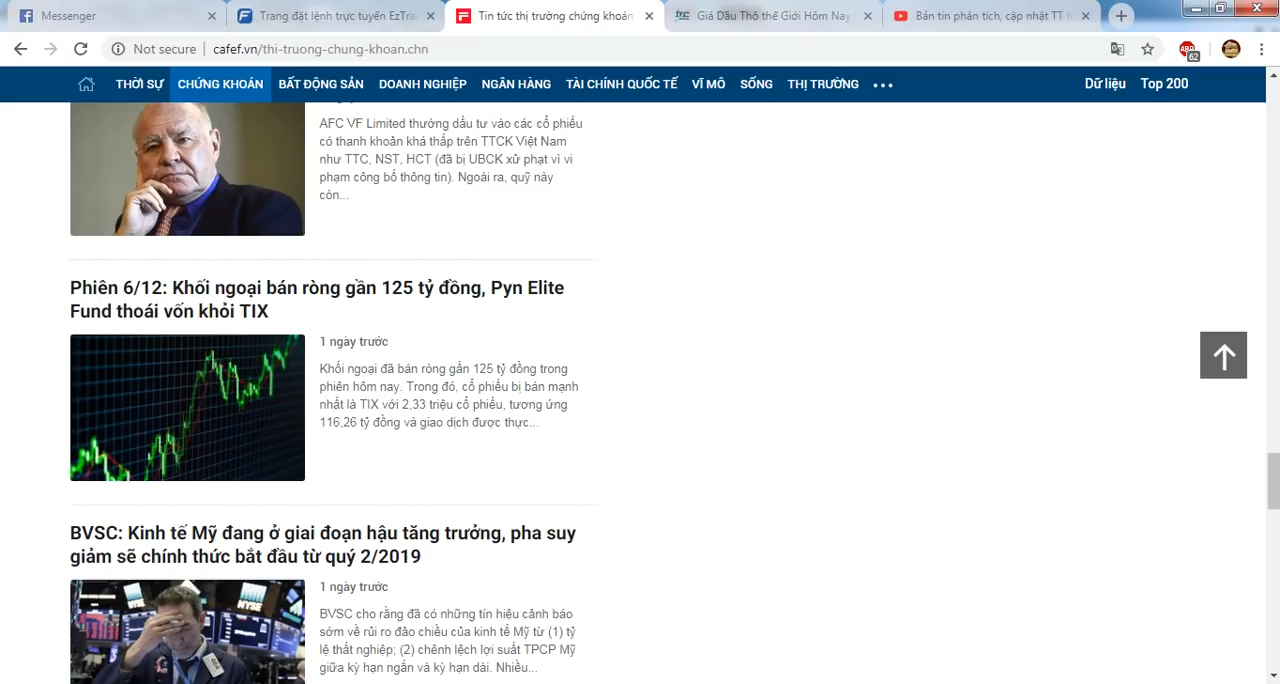 Messenger
Trang đặt lệnh trực tuyến EzTra
Tin tức thị trường chứng khoán
Giá Dầu Thô thế Giới Hôm Nay
Bản tin phân tích, cập nhật TT t
Not secure
cafef.vn/thi-truong-chung-khoan.chn
62
THỜI SỰ
CHỨNG KHOÁN
BẤT ĐỘNG SẢN
DOANH NGHIỆP
NGÂN HÀNG
TÀI CHÍNH QUỐC TẾ
VĨ MÔ
SỐNG
THỊ TRƯỜNG
Dữ liệu
Top 200
AFC VF Limited thường dầu tư vào các cổ phiếu
có thanh khoản khá thấp trên TTCK Việt Nam
như TTC, NST, HCT (đã bị UBCK xử phạt vì vi
phạm công bố thông tin). Ngoài ra, quỹ này
còn...
Phiên 6/12: Khối ngoại bán ròng gần 125 tỷ đồng, Pyn Elite
Fund thoái vốn khỏi TIX
1 ngày trước
Khối ngoại đã bán ròng gần 125 tỷ đồng trong
phiên hôm nay. Trong đó, cổ phiếu bị bán mạnh
nhất là TIX với 2,33 triệu cổ phiếu, tương ứng
116,26 tỷ đồng và giao dịch được thực...
BVSC: Kinh tế Mỹ đang ở giai đoạn hậu tăng trưởng, pha suy
giảm sẽ chính thức bắt đầu từ quý 2/2019
1 ngày trước
BVSC cho rằng đã có những tín hiệu cảnh báo
sớm về rủi ro đảo chiều của kinh tế Mỹ từ (1) tỷ
lệ thất nghiệp; (2) chênh lệch lợi suất TPCP Mỹ
giữa kỳ hạn ngắn và kỳ hạn dài. Nhiều...